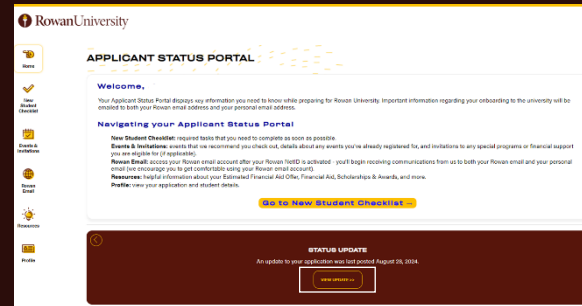 RowanUniversity
Home
New
Student
Checklist
Events &
Invitations
Rowan
Email
Resources
Profile
APPLICANT STATUS PORTAL
Welcome,
Your Applicant Status Portal displays key information you need to know while preparing for Rowan University. Important information regarding your onboarding to the university will be
emailed to both your Rowan email address and your personal email address.
Navigating your Applicant Status Portal
New Student Checklist: required tasks that you need to complete as soon as possible.
Events & Invitations: events that we recommend you check out, details about any events you've already registered for, and invitations to any special programs or financial support
you are eligible for (if applicable).
Rowan Email: access your Rowan email account after your Rowan NetID is activated - you'll begin receiving communications from us to both your Rowan email and your personal
email (we encourage you to get comfortable using your Rowan email account).
Resources: helpful information about your Estimated Financial Aid Offer, Financial Aid, Scholarships & Awards, and more.
Profile: view your application and student details.
Go to New Student Checklist
STATUS UPDATE
An update to your application was last posted August 28, 2024.
VIEW UPDATE >>